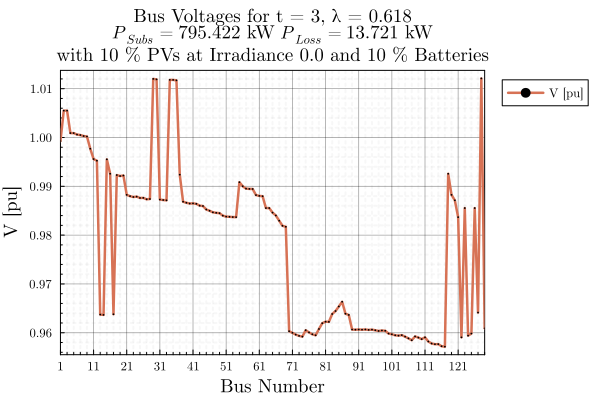 Bus Voltages for t = 3, λ = 0.618
P_Subs = 795.422 kW P_Loss = 13.721 kW
with 10 % PVs at Irradiance 0.0 and 10 % Batteries
V [pu]
1.01
1.00
0.99
0.98
0.97
0.96
V [pu]
1 11 21 31 41 51 61 71 81 91 101 111 121
Bus Number